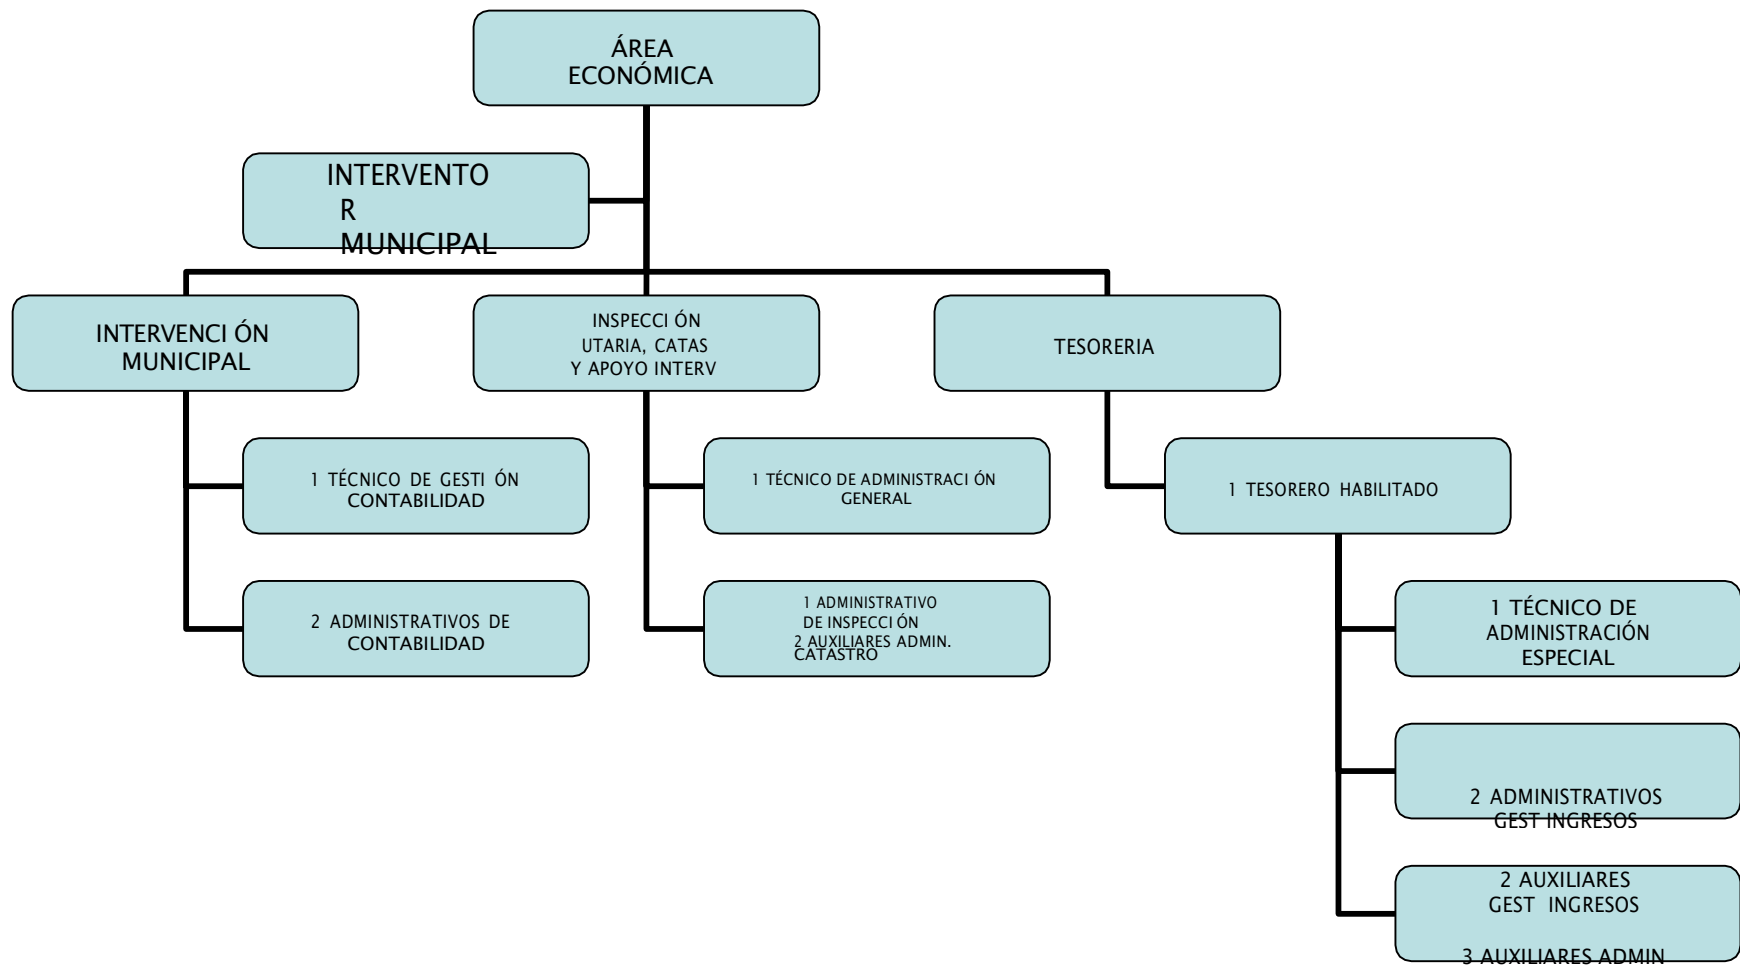 ÁREA
ECONÓMICA
INTERVENTO
R
MUNICIPAL
INTERVENCI ÓN
MUNICIPAL
INSPECCI ÓN
UTARIA, CATAS
Y APOYO INTERV
TESORERIA
1 TÉCNICO DE GESTI ÓN
CONTABILIDAD
1 TÉCNICO DE ADMINISTRACI ÓN
GENERAL
1 TESORERO HABILITADO
2 ADMINISTRATIVOS DE
CONTABILIDAD
1 ADMINISTRATIVO
DE INSPECCI ÓN
2 AUXILIARES ADMIN.
CATASTRO
1 TÉCNICO DE
ADMINISTRACIÓN
ESPECIAL
2 ADMINISTRATIVOS
GEST INGRESOS
2 AUXILIARES
GEST INGRESOS
3 AUXILIARES ADMIN